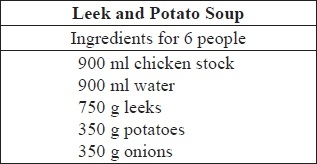 Leek and Potato Soup
Ingredients for 6 people
900 ml chicken stock
900 ml water
750 g leeks
350 g potatoes
350 g onions